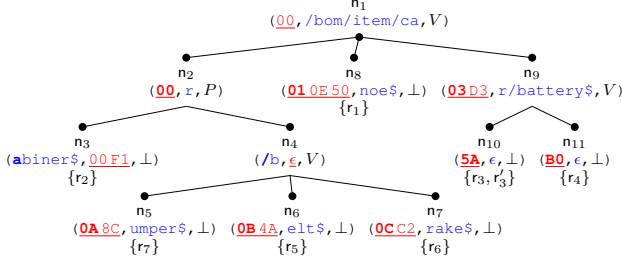 n₁
(00, /bom/item/ca, V)
n₂ n₈ n₉
(00, r, P) (01 0E 50, noe$, ⊥) (03 D3, r/battery$, V)
{r₁}
n₃ n₄ n₁₀ n₁₁
(abiner$, 00 F1, ⊥) (/b, ϵ, V) (5A, ϵ, ⊥) (B0, ϵ, ⊥)
{r₂} {r₃, r′₃} {r₄}
n₅ n₆ n₇
(0A 8C, umper$, ⊥) (0B 4A, elt$, ⊥) (0C C2, rake$, ⊥)
{r₇} {r₅} {r₆}